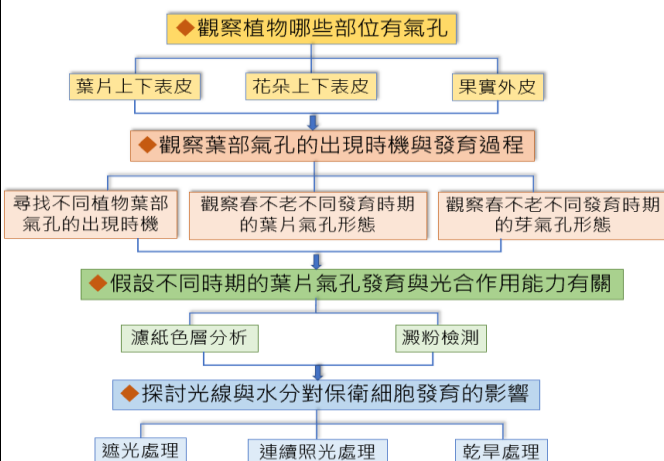 ◆觀察植物哪些部位有氣孔
葉片上下表皮
花朵上下表皮
果實外皮
◆觀察葉部氣孔的出現時機與發育過程
尋找不同植物葉部
氣孔的出現時機
觀察春不老不同發育時期
的葉片氣孔形態
觀察春不老不同發育時期
的芽氣孔形態
◆假設不同時期的葉片氣孔發育與光合作用能力有關
濾紙色層分析
澱粉檢測
◆探討光線與水分對保衛細胞發育的影響
遮光處理
連續照光處理
乾旱處理